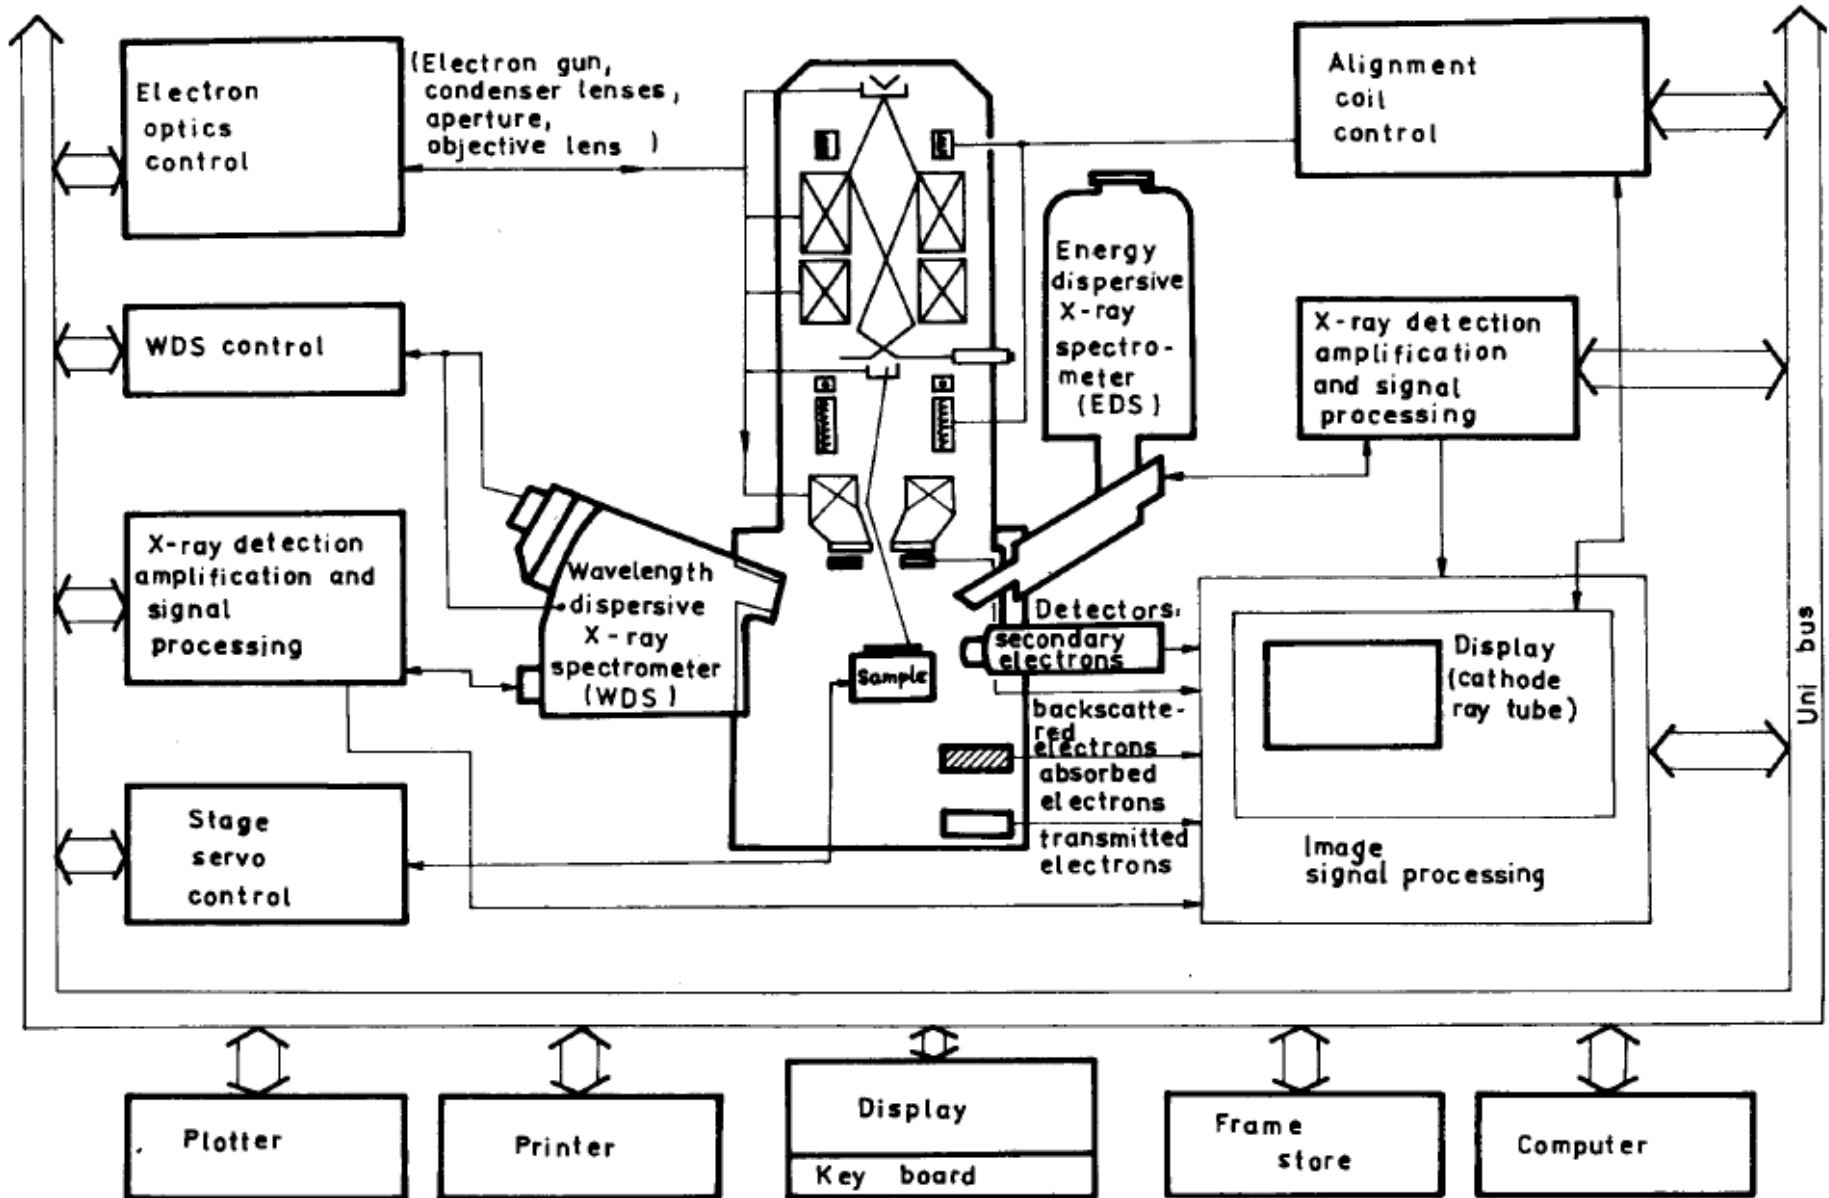 Electron
optics
control
(Electron gun,
condenser lenses,
aperture,
objective lens )
Alignment
coil
control
Energy
dispersive
X-ray
spectro-
meter
(EDS)
WDS control
X-ray detection
amplification
and signal
processing
X-ray detection
amplification and
signal
processing
Wavelength
dispersive
X-ray
spectrometer
(WDS)
Detectors:
secondary
electrons
Sample
backscatte-
red
electrons
absorbed
electrons
transmitted
electrons
Display
(cathode
ray tube)
Image
signal processing
Uni bus
Stage
servo
control
Plotter
Printer
Display
Key board
Frame
store
Computer